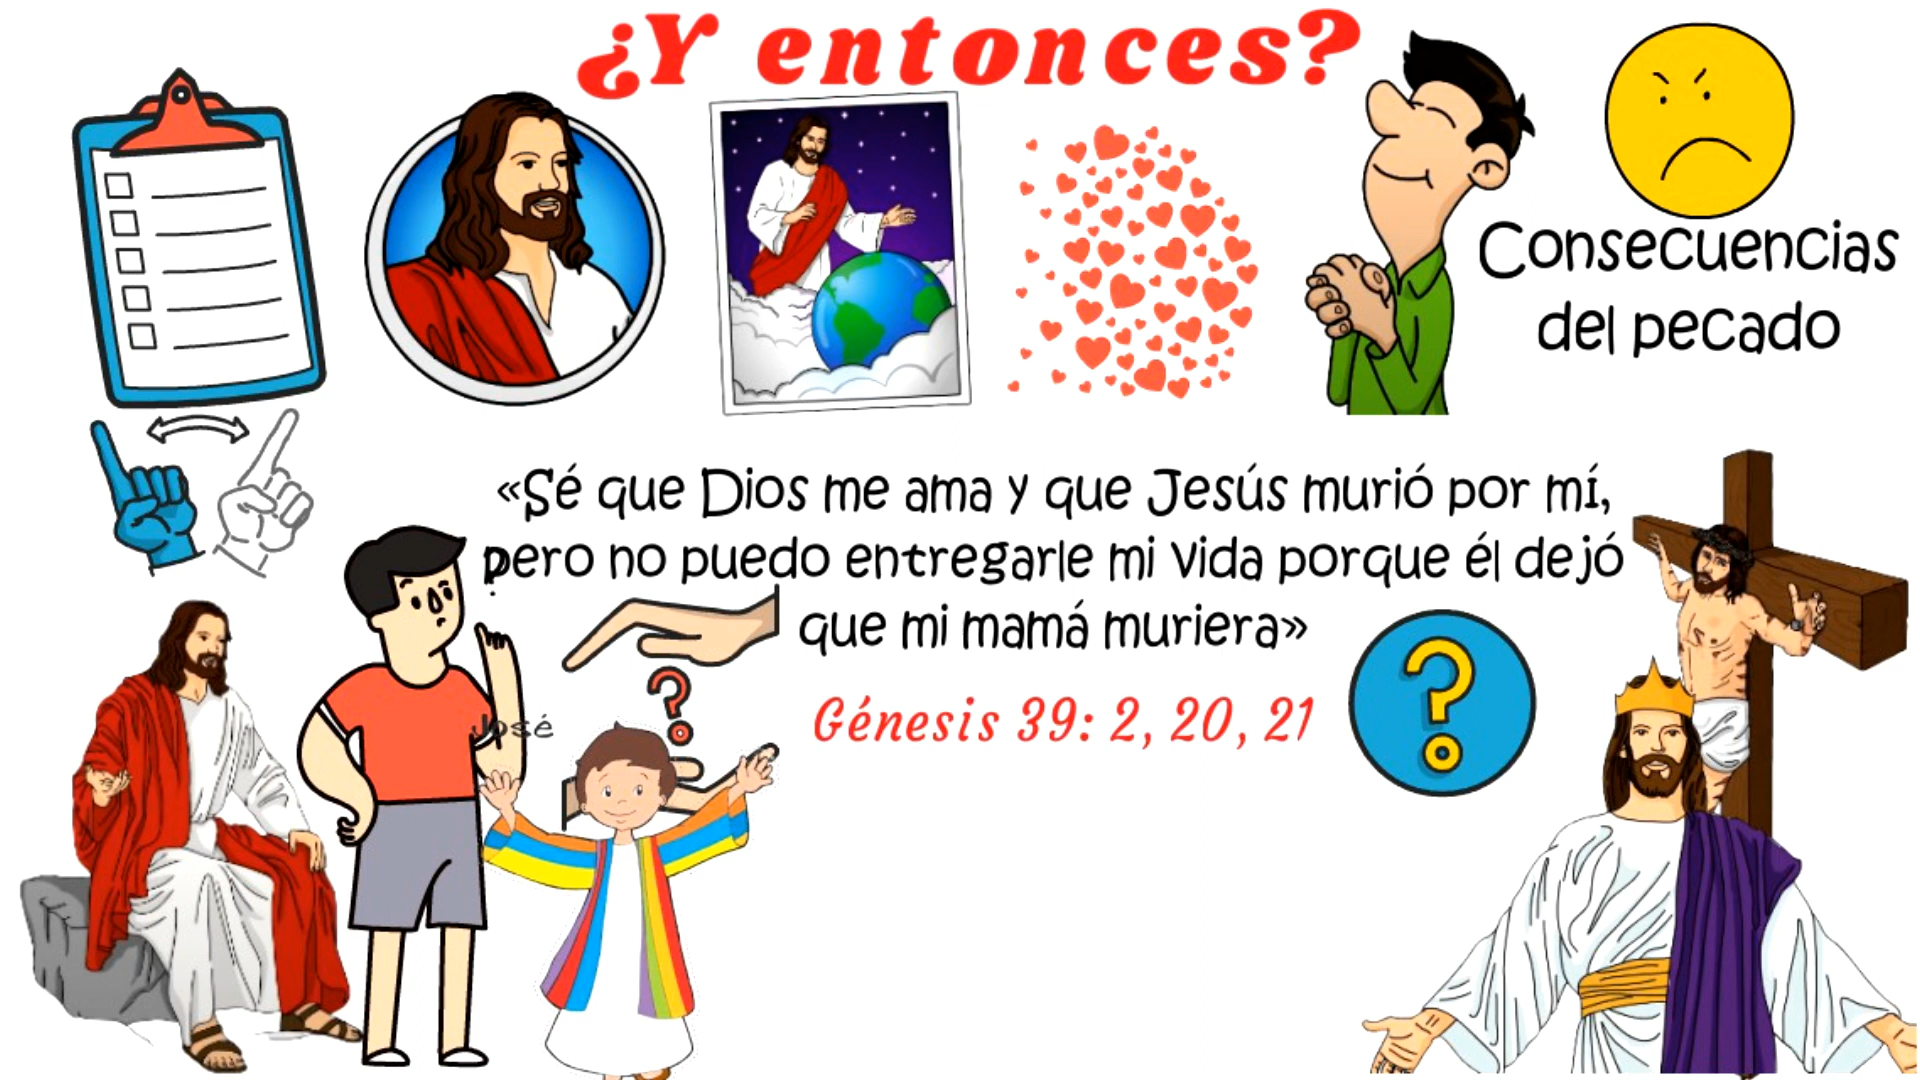 ¿Y entonces?
Consecuencias
del pecado
«Sé que Dios me ama y que Jesús murió por mí,
pero no puedo entregarle mi vida porque él dejó
que mi mamá muriera»
Génesis 39: 2, 20, 21
José